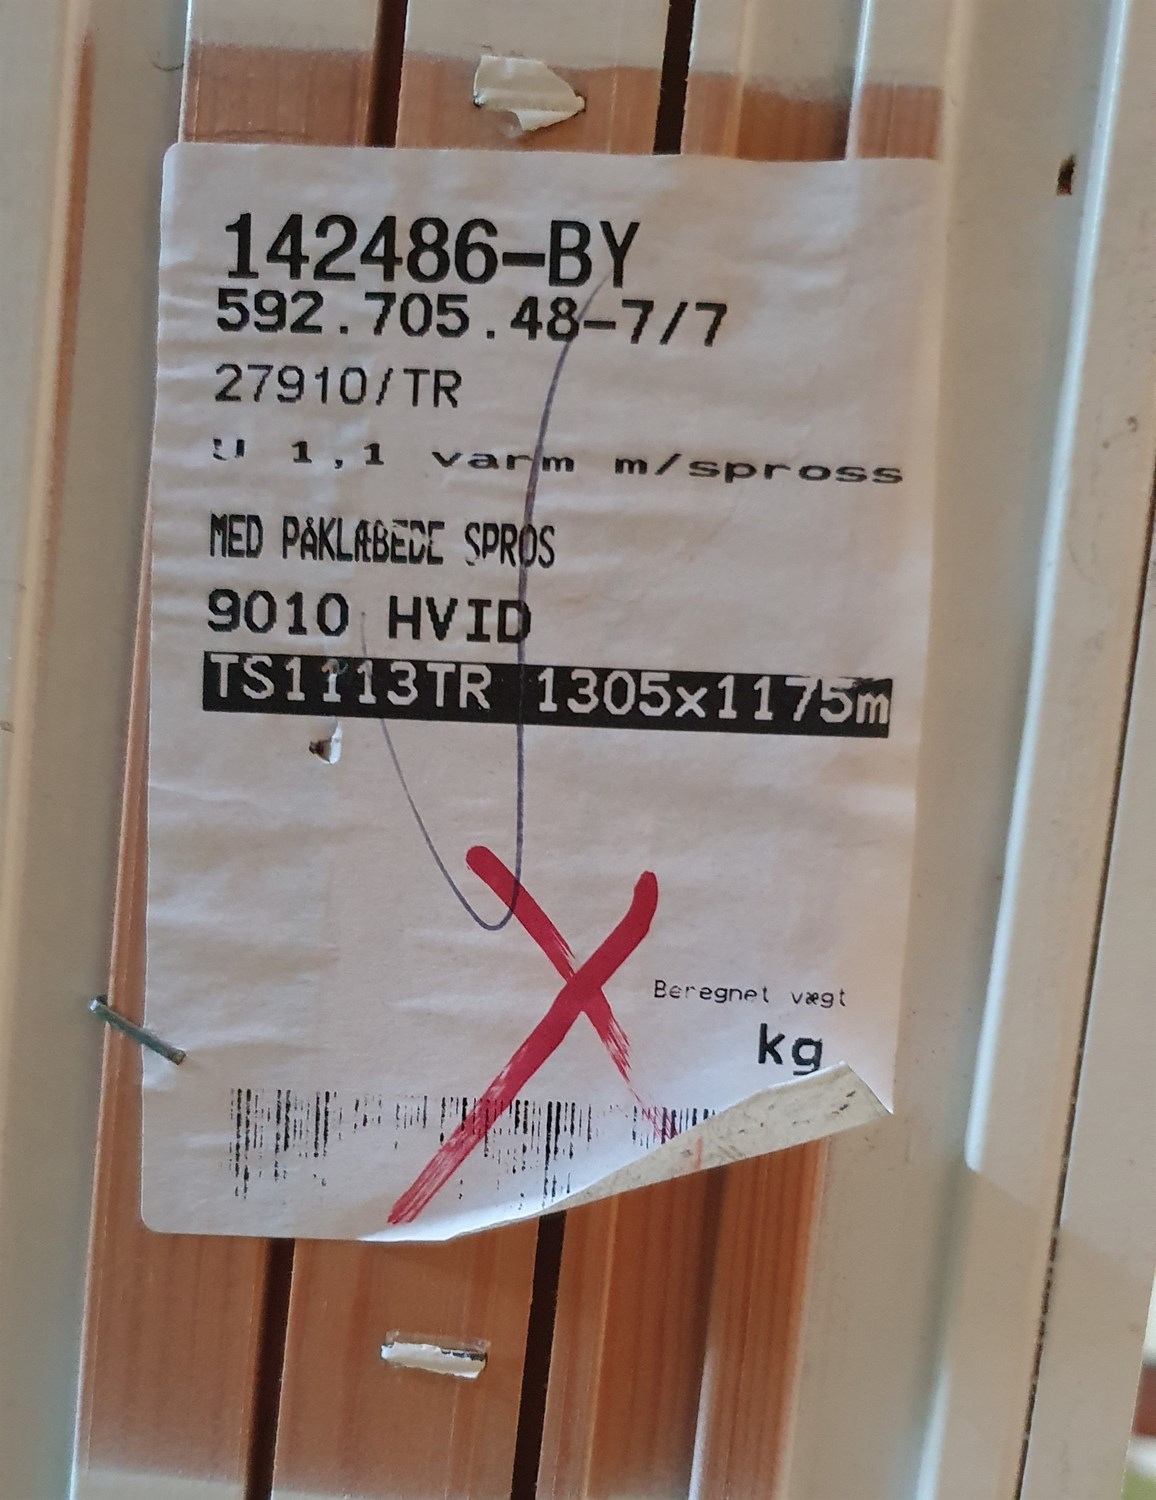 142486-BY
592.705.48-7/7
27910/TR
U 1,1 varm m/spross
MED PÅKLÆBEDE SPROS
9010 HVID
TS1113TR 1305x1175m
Beregnet vægt
kg